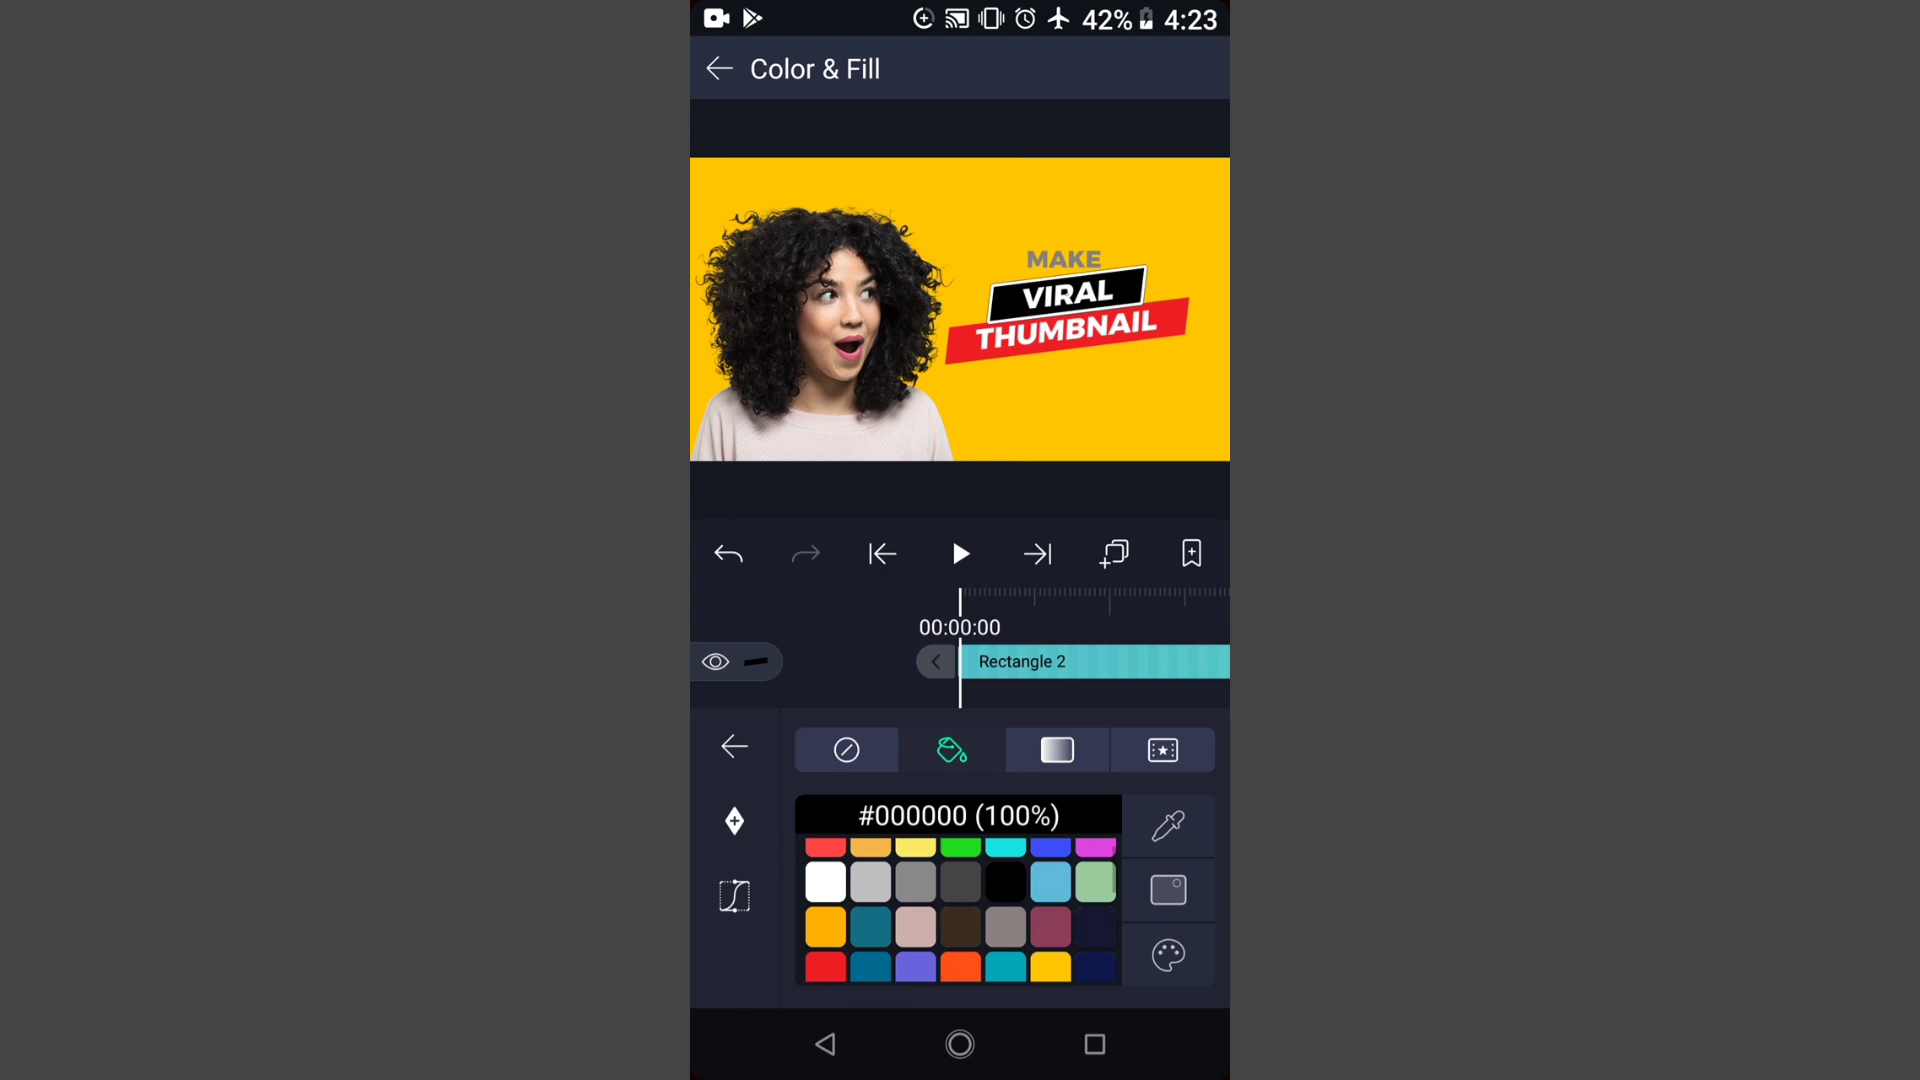 42% 4:23
Color & Fill
MAKE
VIRAL
THUMBNAIL
00:00:00
Rectangle 2
#000000 (100%)